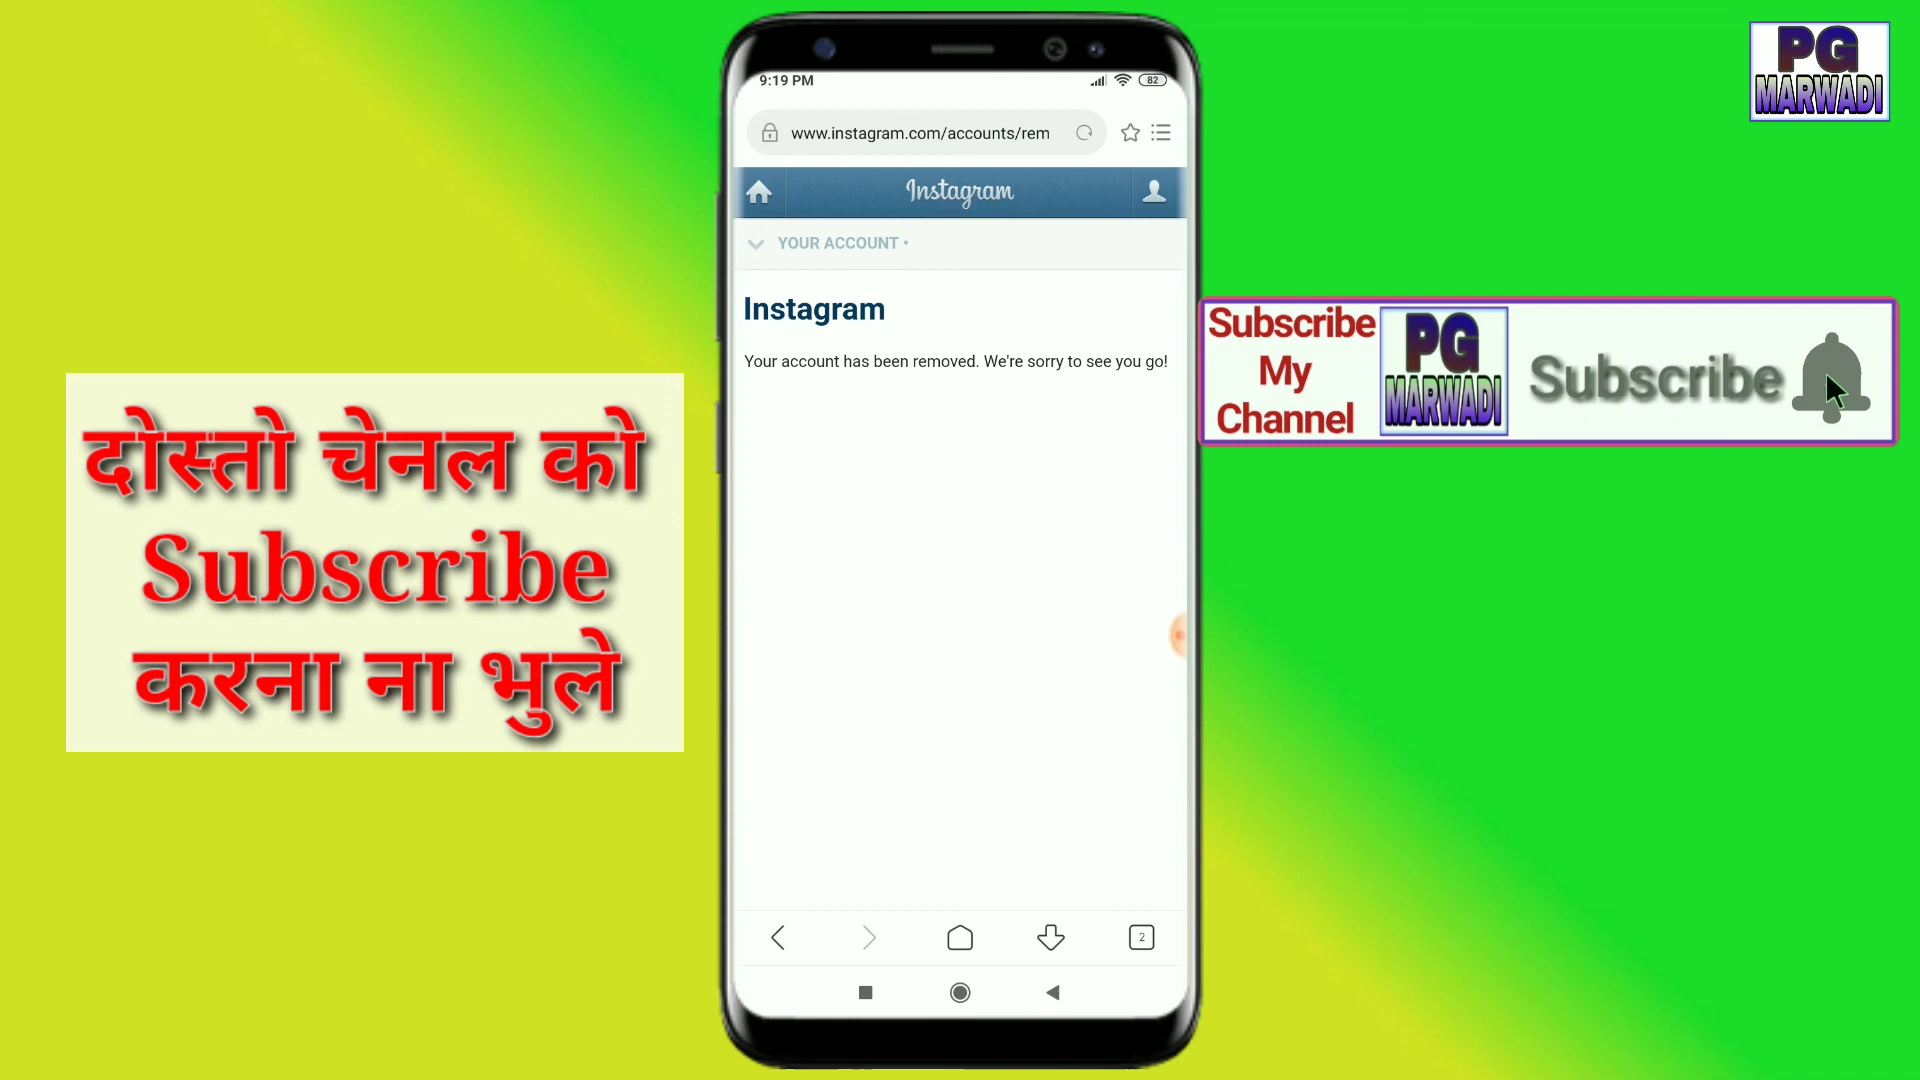 PG
MARWADI
9:19 PM
82
www.instagram.com/accounts/rem
Instagram
YOUR ACCOUNT •
Instagram
Your account has been removed. We're sorry to see you go!
2
दोस्तो चेनल को
Subscribe
करना ना भुले
Subscribe
My
Channel
PG
MARWADI
Subscribe